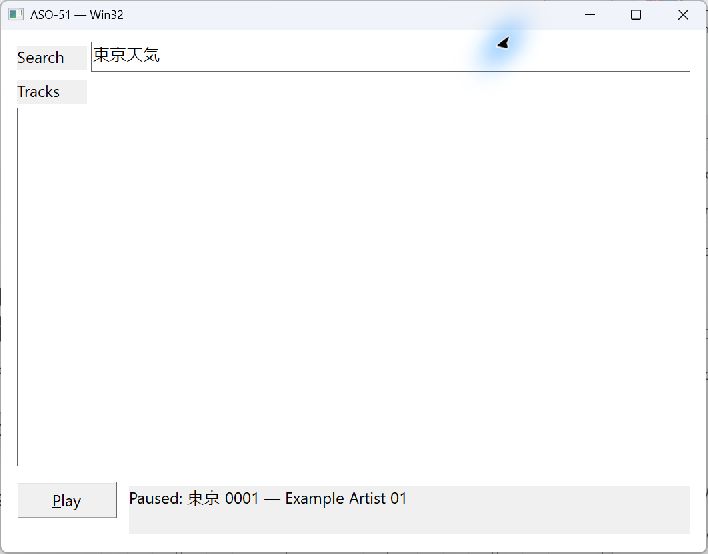 ASO-51 — Win32
Search 東京天気
Tracks
Play
Paused: 東京 0001 — Example Artist 01